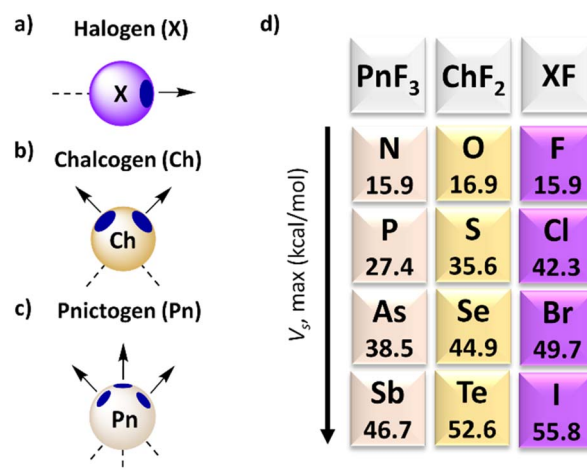 a) Halogen (X)
X
b) Chalcogen (Ch)
Ch
c) Pnictogen (Pn)
Pn
d)
PnF3 ChF2 XF
Vs, max (kcal/mol)
N O F
15.9 16.9 15.9
P S Cl
27.4 35.6 42.3
As Se Br
38.5 44.9 49.7
Sb Te I
46.7 52.6 55.8